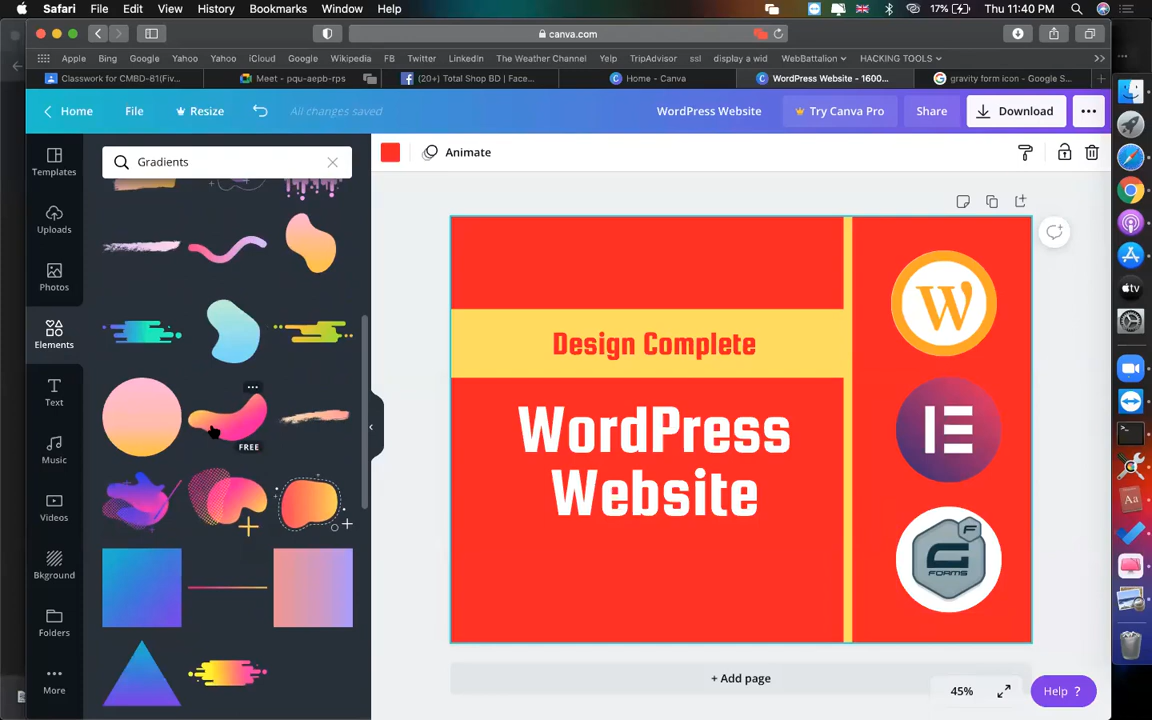 Safari File Edit View History Bookmarks Window Help 17% Thu 11:40 PM
canva.com
Apple Bing Google Yahoo Yahoo iCloud Google Wikipedia FB Twitter LinkedIn The Weather Channel Yelp TripAdvisor ssl display a wid WebBattalion HACKING TOOLS
Classwork for CMBD-81(Fiv... Meet - pqu-aepb-rps (20+) Total Shop BD | Face... Home - Canva WordPress Website - 1600... gravity form icon - Google S...
Home File Resize All changes saved WordPress Website Try Canva Pro Share Download
Templates
Uploads
Photos
Elements
Text
Music
Videos
Bkground
Folders
More
Gradients
FREE
Animate
Design Complete
WordPress
Website
W
G
F
FORMS
+ Add page
45%
Help ?
tv
Aa